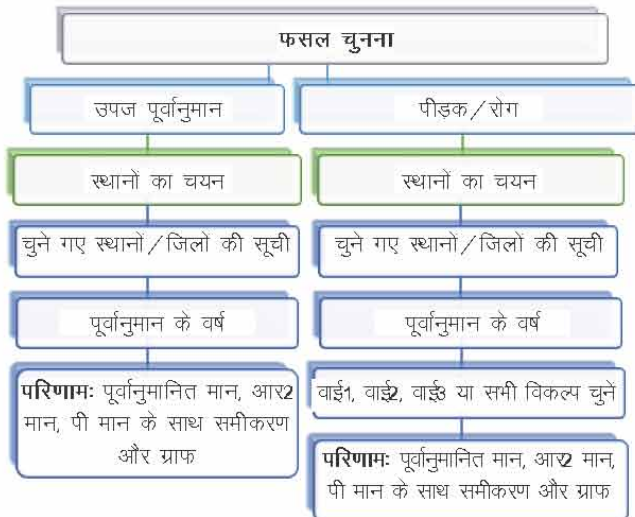 फसल चुनना
उपज पूर्वानुमान
स्थानों का चयन
चुने गए स्थानों/जिलों की सूची
पूर्वानुमान के वर्ष
परिणामः पूर्वानुमानित मान, आर2
मान, पी मान के साथ समीकरण
और ग्राफ
पीड़क/रोग
स्थानों का चयन
चुने गए स्थानों/जिलों की सूची
पूर्वानुमान के वर्ष
वाई1, वाई2, वाई3 या सभी विकल्प चुनें
परिणामः पूर्वानुमानित मान, आर2 मान,
पी मान के साथ समीकरण और ग्राफ